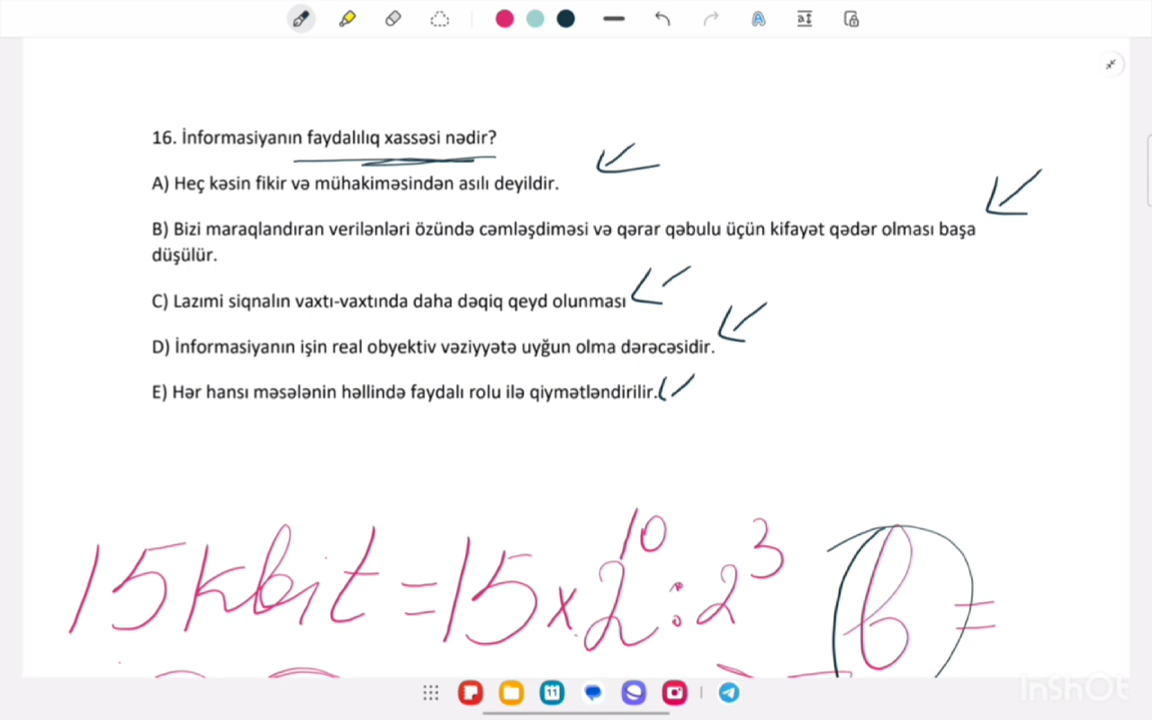 16. İnformasiyanın faydalılıq xassəsi nədir?
A) Heç kəsin fikir və mühakiməsindən asılı deyildir.
B) Bizi maraqlandıran verilənləri özündə cəmləşdiməsi və qərar qəbulu üçün kifayət qədər olması başa
düşülür.
C) Lazımi siqnalın vaxtı-vaxtında daha dəqiq qeyd olunması
D) İnformasiyanın işin real obyektiv vəziyyətə uyğun olma dərəcəsidir.
E) Hər hansı məsələnin həllində faydalı rolu ilə qiymətləndirilir.
15 kbit = 15 x 2¹⁰ : 2³ b =
InShOt